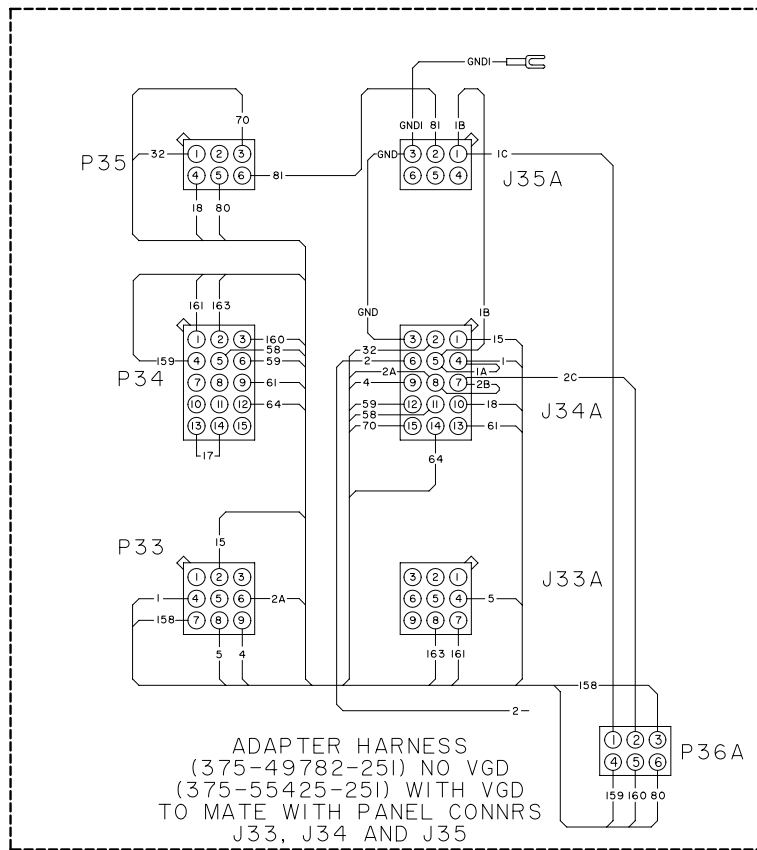 GND1
70
GND1 81 1B
32 1 2 3
P35
GND 3 2 1 1C
4 5 6 81
6 5 4 J35A
18 80
161 163
GND 1B
1 2 3 160
3 2 1 15
58
32
159 4 5 6 59
2 6 5 4 1
1A
P34
2A
2C
7 8 9 61
4 9 8 7 2B
10 11 12 64
59 12 11 10 18
J34A
58
13 14 15
70 15 14 13 61
17
64
P33
15
1 2 3
3 2 1
J33A
1 4 5 6 2A
6 5 4 5
158 7 8 9
9 8 7
5 4
163 161
158
2
1 2 3
P36A
4 5 6
159 160 80
ADAPTER HARNESS
(375-49782-251) NO VGD
(375-55425-251) WITH VGD
TO MATE WITH PANEL CONNRS
J33, J34 AND J35